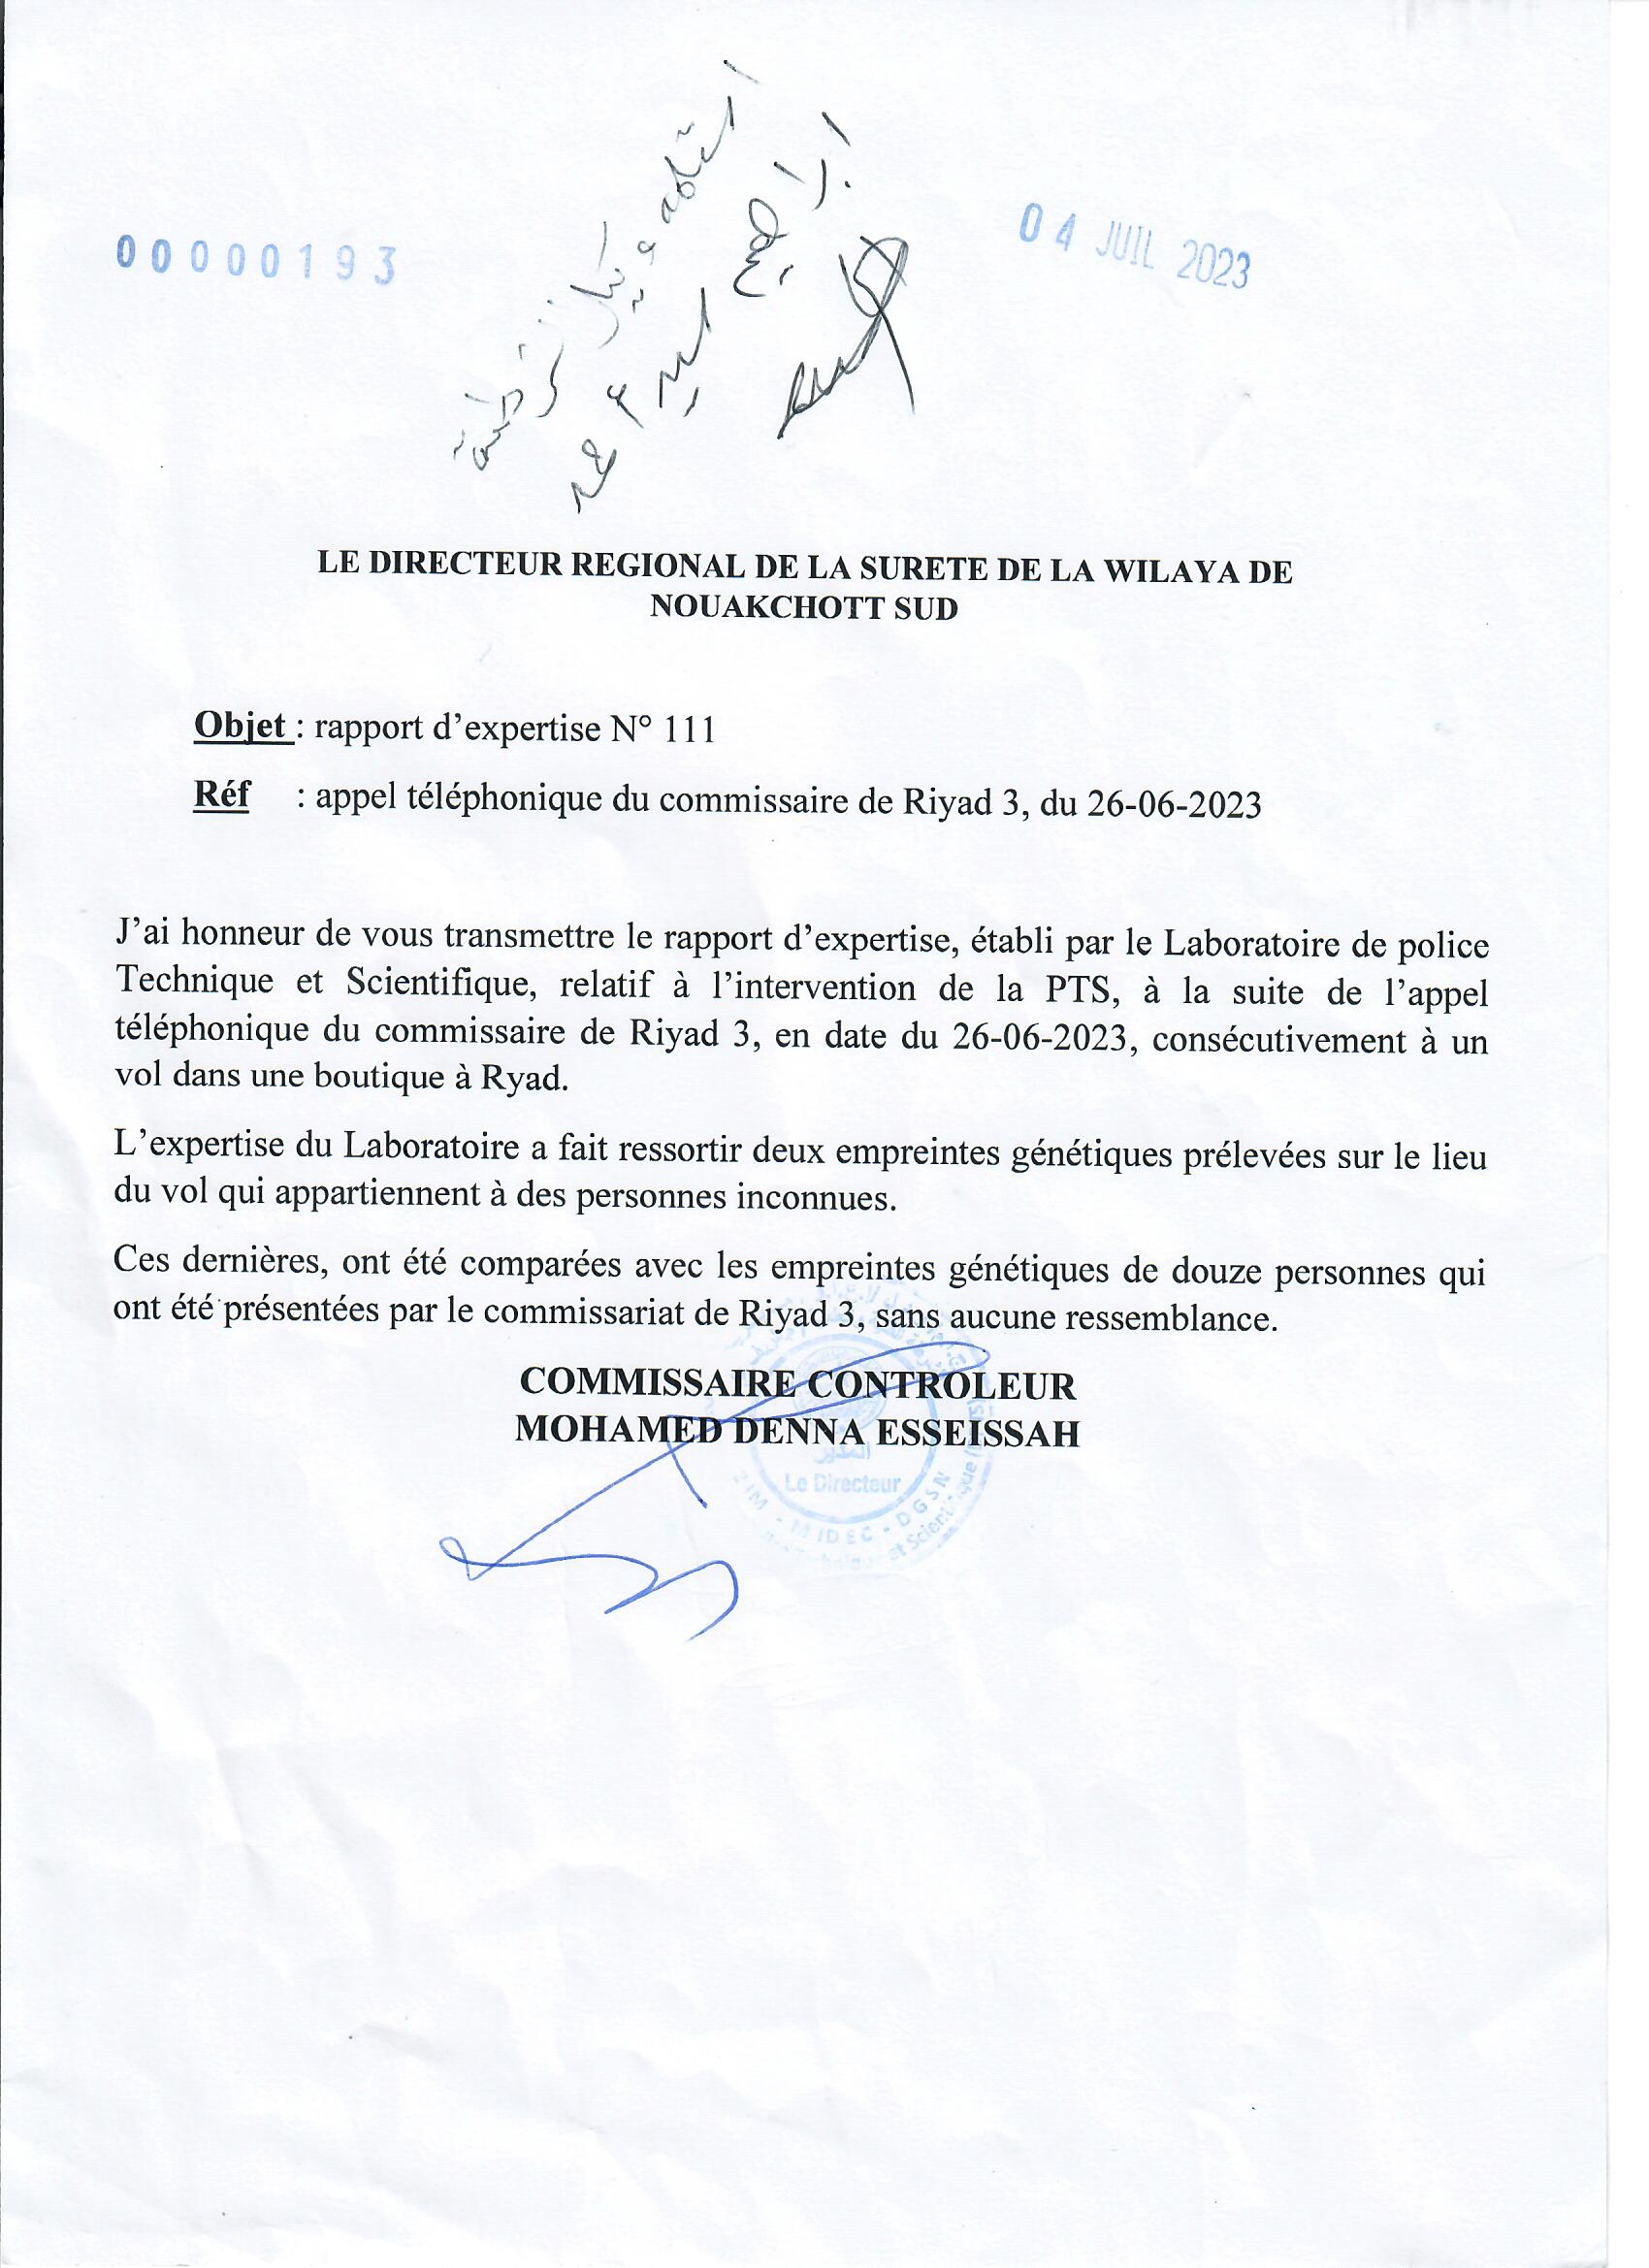 00000193
04 JUIL 2023
LE DIRECTEUR REGIONAL DE LA SURETE DE LA WILAYA DE
NOUAKCHOTT SUD
Objet : rapport d’expertise N° 111
Réf : appel téléphonique du commissaire de Riyad 3, du 26-06-2023
J’ai honneur de vous transmettre le rapport d’expertise, établi par le Laboratoire de police
Technique et Scientifique, relatif à l’intervention de la PTS, à la suite de l’appel
téléphonique du commissaire de Riyad 3, en date du 26-06-2023, consécutivement à un
vol dans une boutique à Ryad.
L’expertise du Laboratoire a fait ressortir deux empreintes génétiques prélevées sur le lieu
du vol qui appartiennent à des personnes inconnues.
Ces dernières, ont été comparées avec les empreintes génétiques de douze personnes qui
ont été présentées par le commissariat de Riyad 3, sans aucune ressemblance.
COMMISSAIRE CONTROLEUR
MOHAMED DENNA ESSEISSAH
Le Directeur
MIDEC - DGSN
et Scientifique